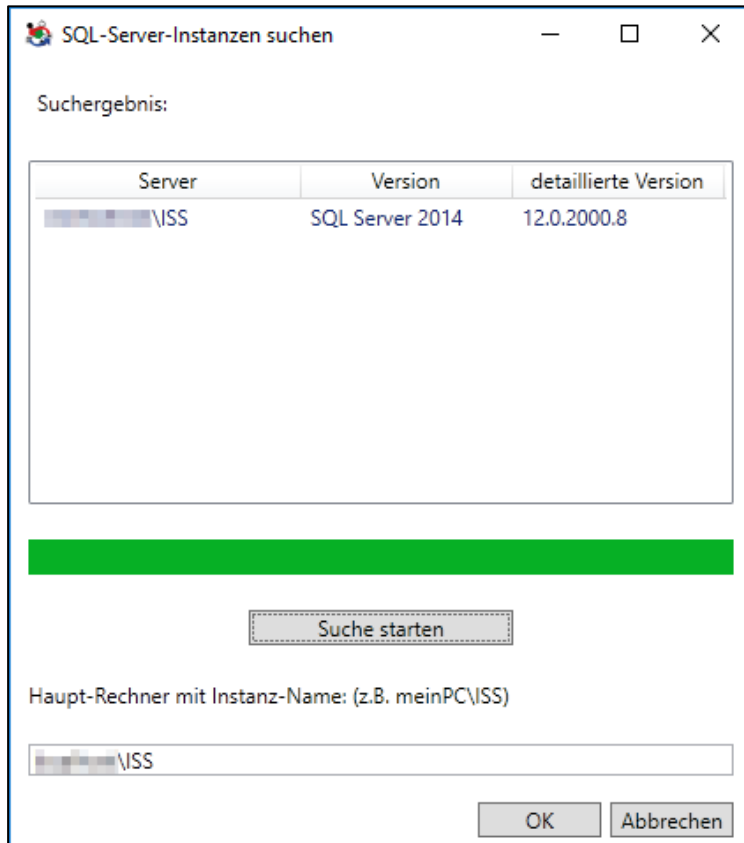 SQL-Server-Instanzen suchen
Suchergebnis:
Server Version detaillierte Version
\ISS SQL Server 2014 12.0.2000.8
Suche starten
Haupt-Rechner mit Instanz-Name: (z.B. meinPC\ISS)
\ISS
OK Abbrechen